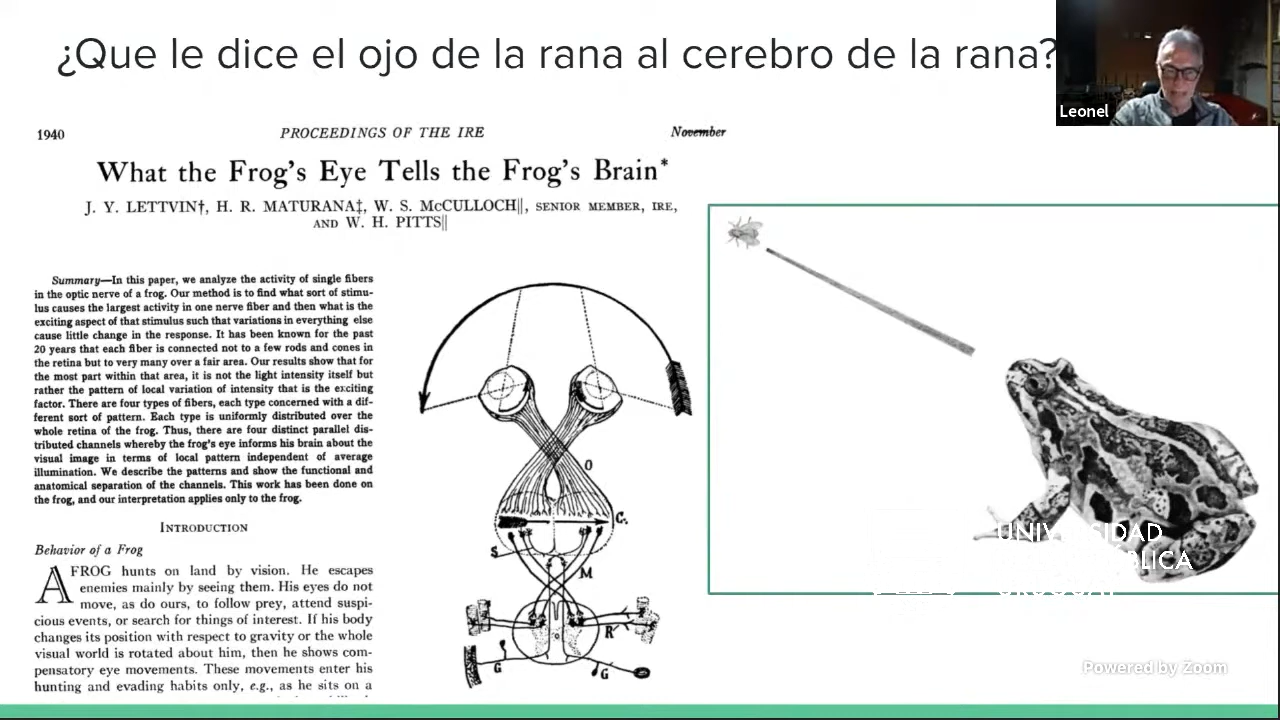 ¿Que le dice el ojo de la rana al cerebro de la rana?
Leonel
1940 PROCEEDINGS OF THE IRE November
What the Frog's Eye Tells the Frog's Brain*
J. Y. LETTVIN†, H. R. MATURANA‡, W. S. McCULLOCH||, SENIOR MEMBER, IRE,
AND W. H. PITTS||
Summary—In this paper, we analyze the activity of single fibers
in the optic nerve of a frog. Our method is to find what sort of stimu-
lus causes the largest activity in one nerve fiber and then what is the
exciting aspect of that stimulus such that variations in everything else
cause little change in the response. It has been known for the past
20 years that each fiber is connected not to a few rods and cones in
the retina but to very many over a fair area. Our results show that for
the most part within that area, it is not the light intensity itself but
rather the pattern of local variation of intensity that is the exciting
factor. There are four types of fibers, each type concerned with a dif-
ferent sort of pattern. Each type is uniformly distributed over the
whole retina of the frog. Thus, there are four distinct parallel dis-
tributed channels whereby the frog's eye informs his brain about the
visual image in terms of local pattern independent of average
illumination. We describe the patterns and show the functional and
anatomical separation of the channels. This work has been done on
the frog, and our interpretation applies only to the frog.
INTRODUCTION
Behavior of a Frog
A FROG hunts on land by vision. He escapes
enemies mainly by seeing them. His eyes do not
move, as do ours, to follow prey, attend suspi-
cious events, or search for things of interest. If his body
changes its position with respect to gravity or the whole
visual world is rotated about him, then he shows com-
pensatory eye movements. These movements enter his
hunting and evading habits only, e.g., as he sits on a
O
C.
S
M
R
G
G
UNIVERSIDAD
Powered by Zoom